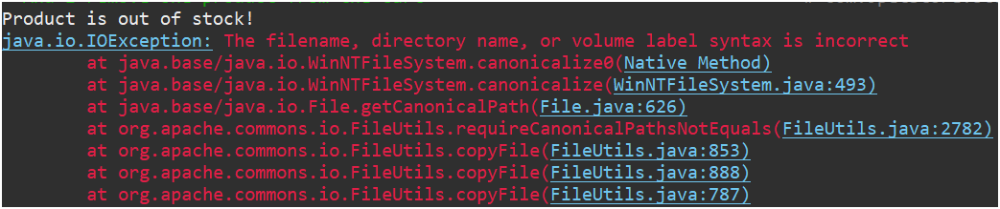 Product is out of stock!
java.io.IOException: The filename, directory name, or volume label syntax is incorrect
at java.base/java.io.WinNTFileSystem.canonicalize0(Native Method)
at java.base/java.io.WinNTFileSystem.canonicalize(WinNTFileSystem.java:493)
at java.base/java.io.File.getCanonicalPath(File.java:626)
at org.apache.commons.io.FileUtils.requireCanonicalPathsNotEquals(FileUtils.java:2782)
at org.apache.commons.io.FileUtils.copyFile(FileUtils.java:853)
at org.apache.commons.io.FileUtils.copyFile(FileUtils.java:888)
at org.apache.commons.io.FileUtils.copyFile(FileUtils.java:787)